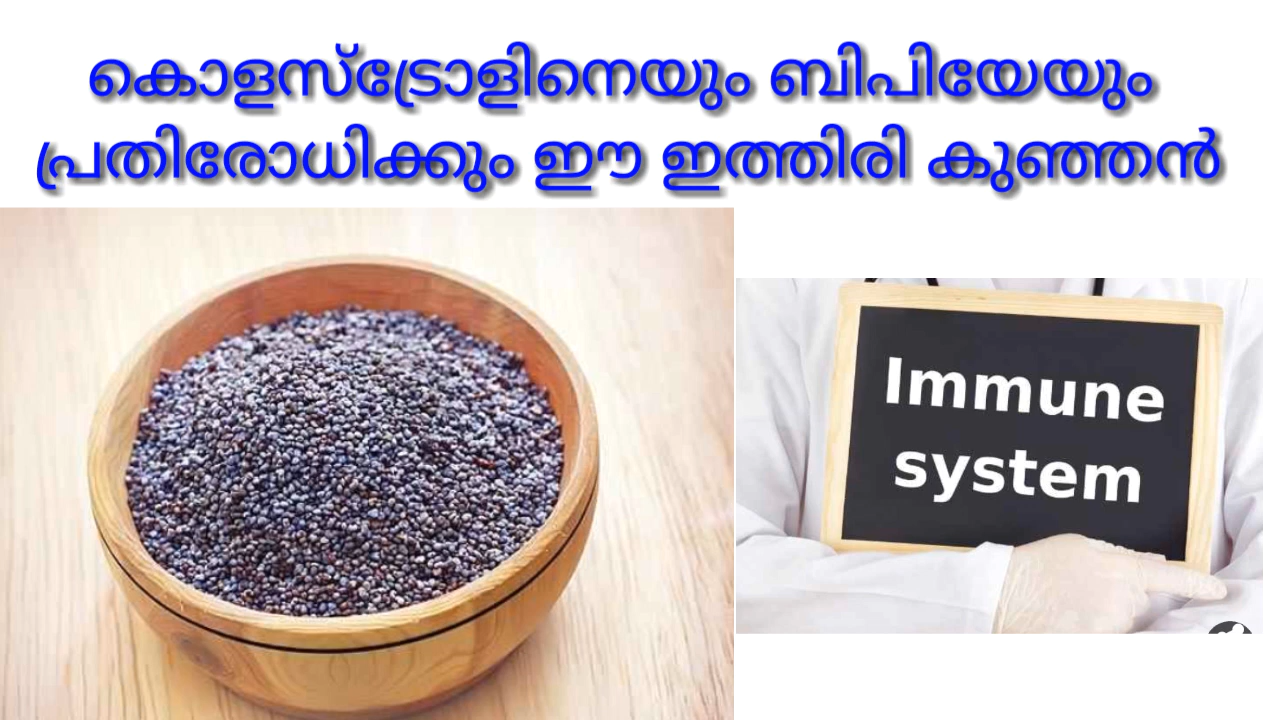 കൊളസ്ട്രോളിനെയും ബിപിയേയും
പ്രതിരോധിക്കും ഈ ഇത്തിരി കുഞ്ഞൻ
Immune
system